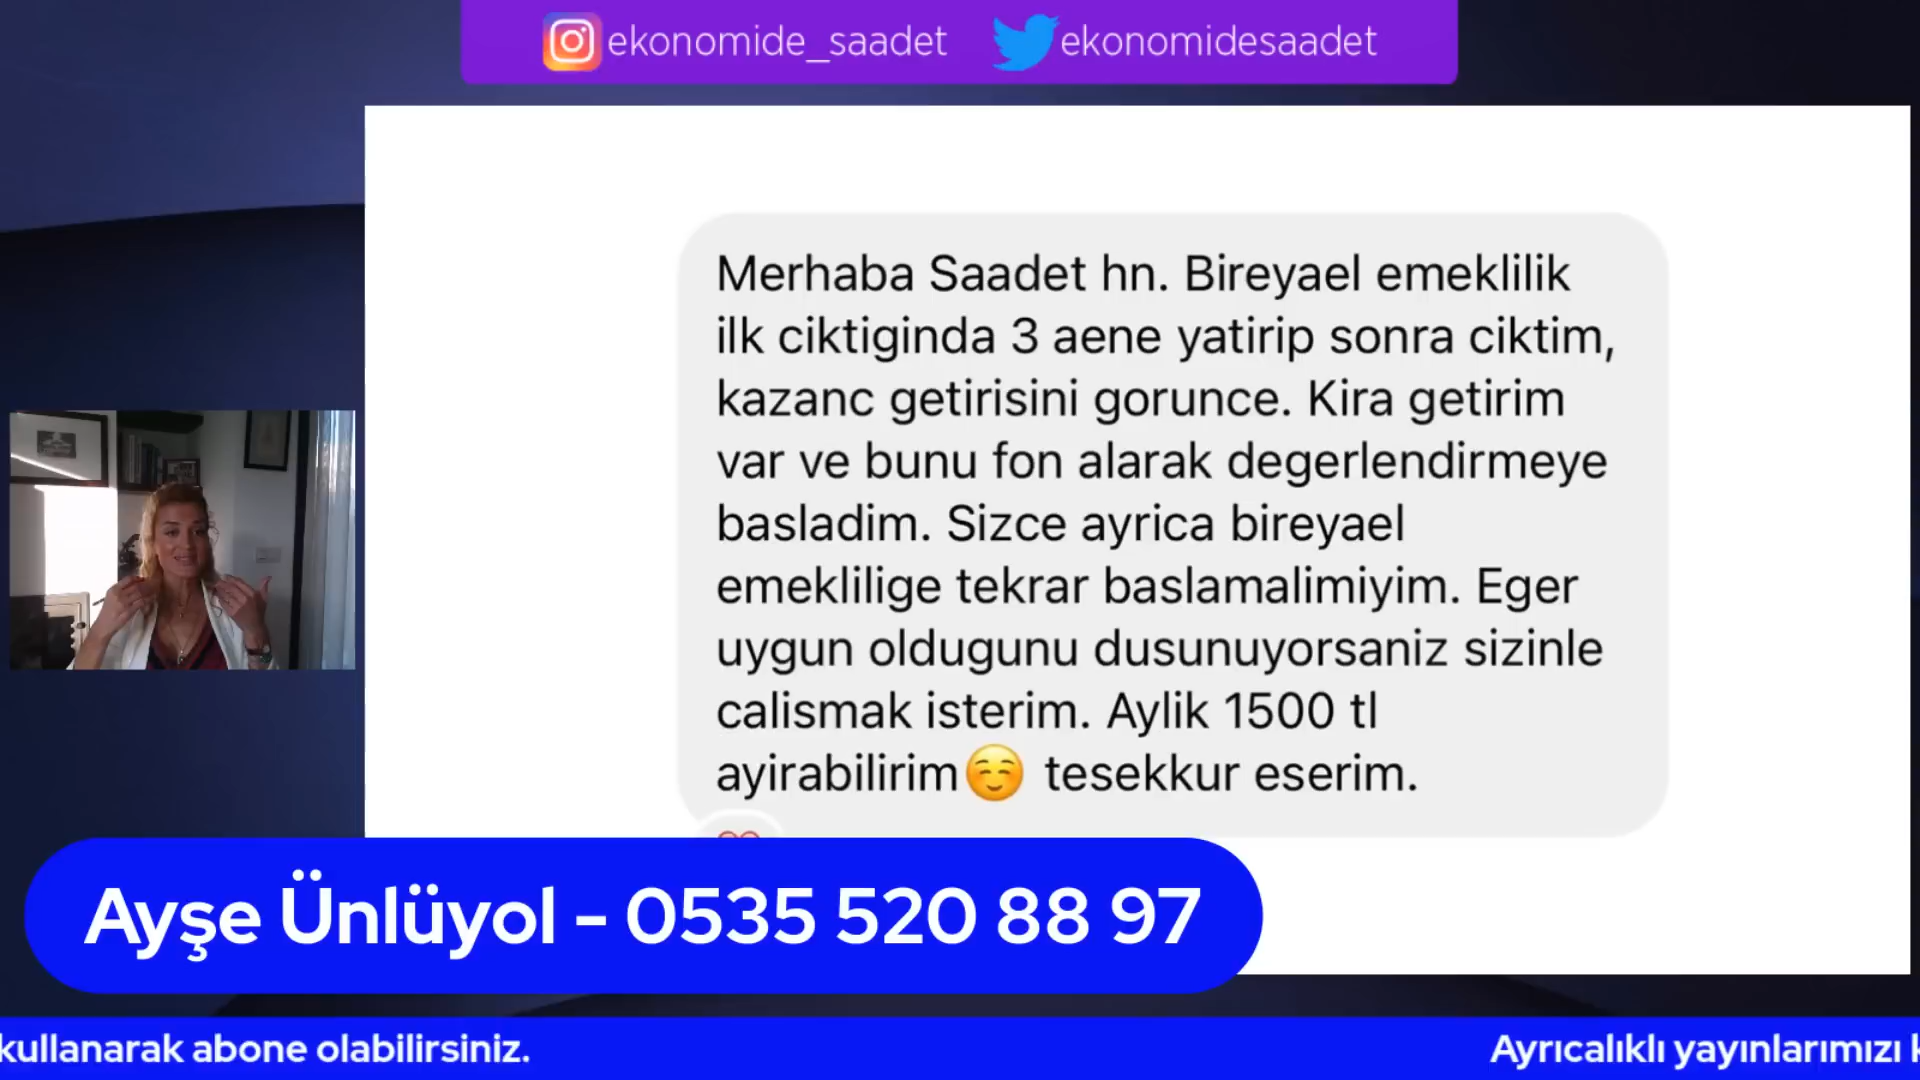 ekonomide_saadet ekonomidesaadet
Merhaba Saadet hn. Bireyael emeklilik
ilk ciktiginda 3 aene yatirip sonra ciktim,
kazanc getirisini gorunce. Kira getirim
var ve bunu fon alarak degerlendirmeye
basladim. Sizce ayrica bireyael
emeklilige tekrar baslamalimiyim. Eger
uygun oldugunu dusunuyorsaniz sizinle
calismak isterim. Aylik 1500 tl
ayirabilirim☺️ tesekkur eserim.
Ayşe Ünlüyol - 0535 520 88 97
kullanarak abone olabilirsiniz. Ayrıcalıklı yayınlarımızı